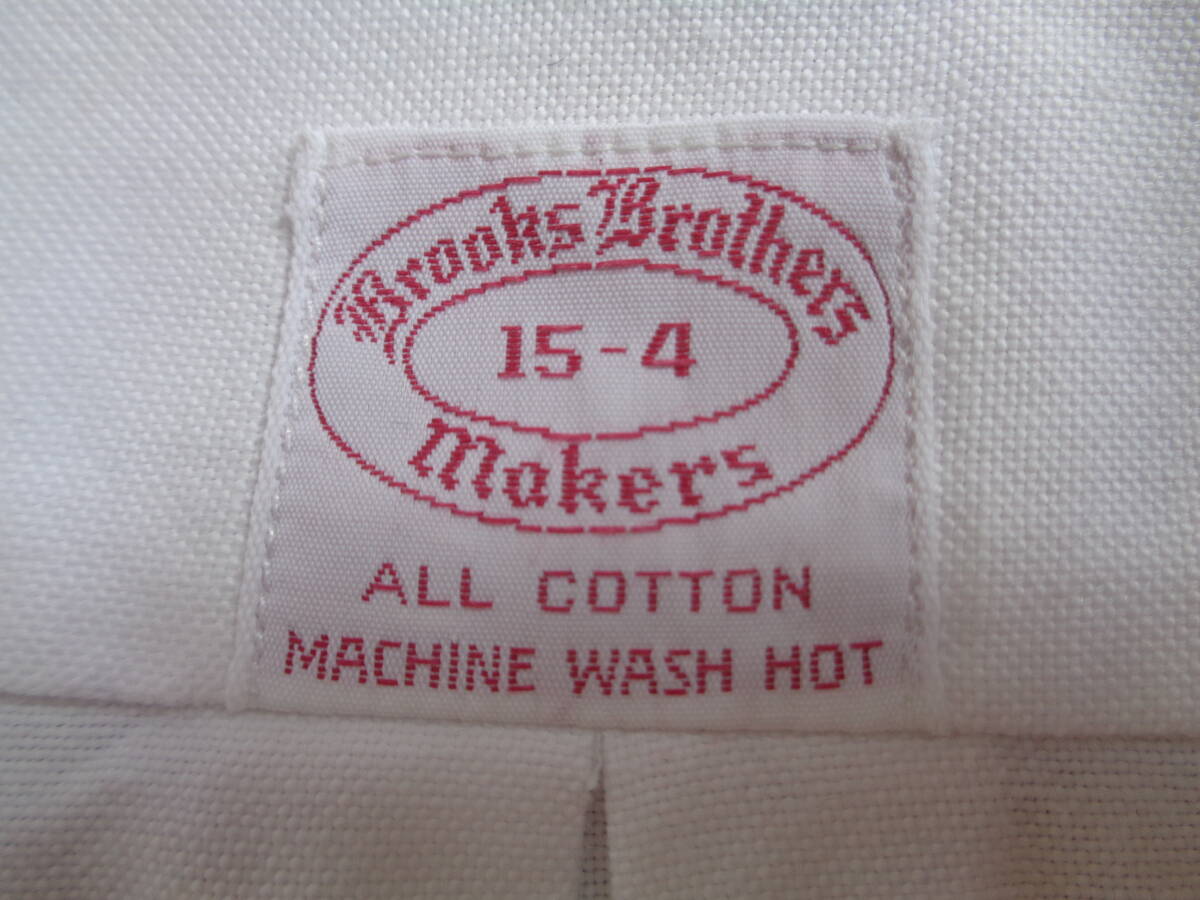 Brooks Brothers
15-4
Makers
ALL COTTON
MACHINE WASH HOT